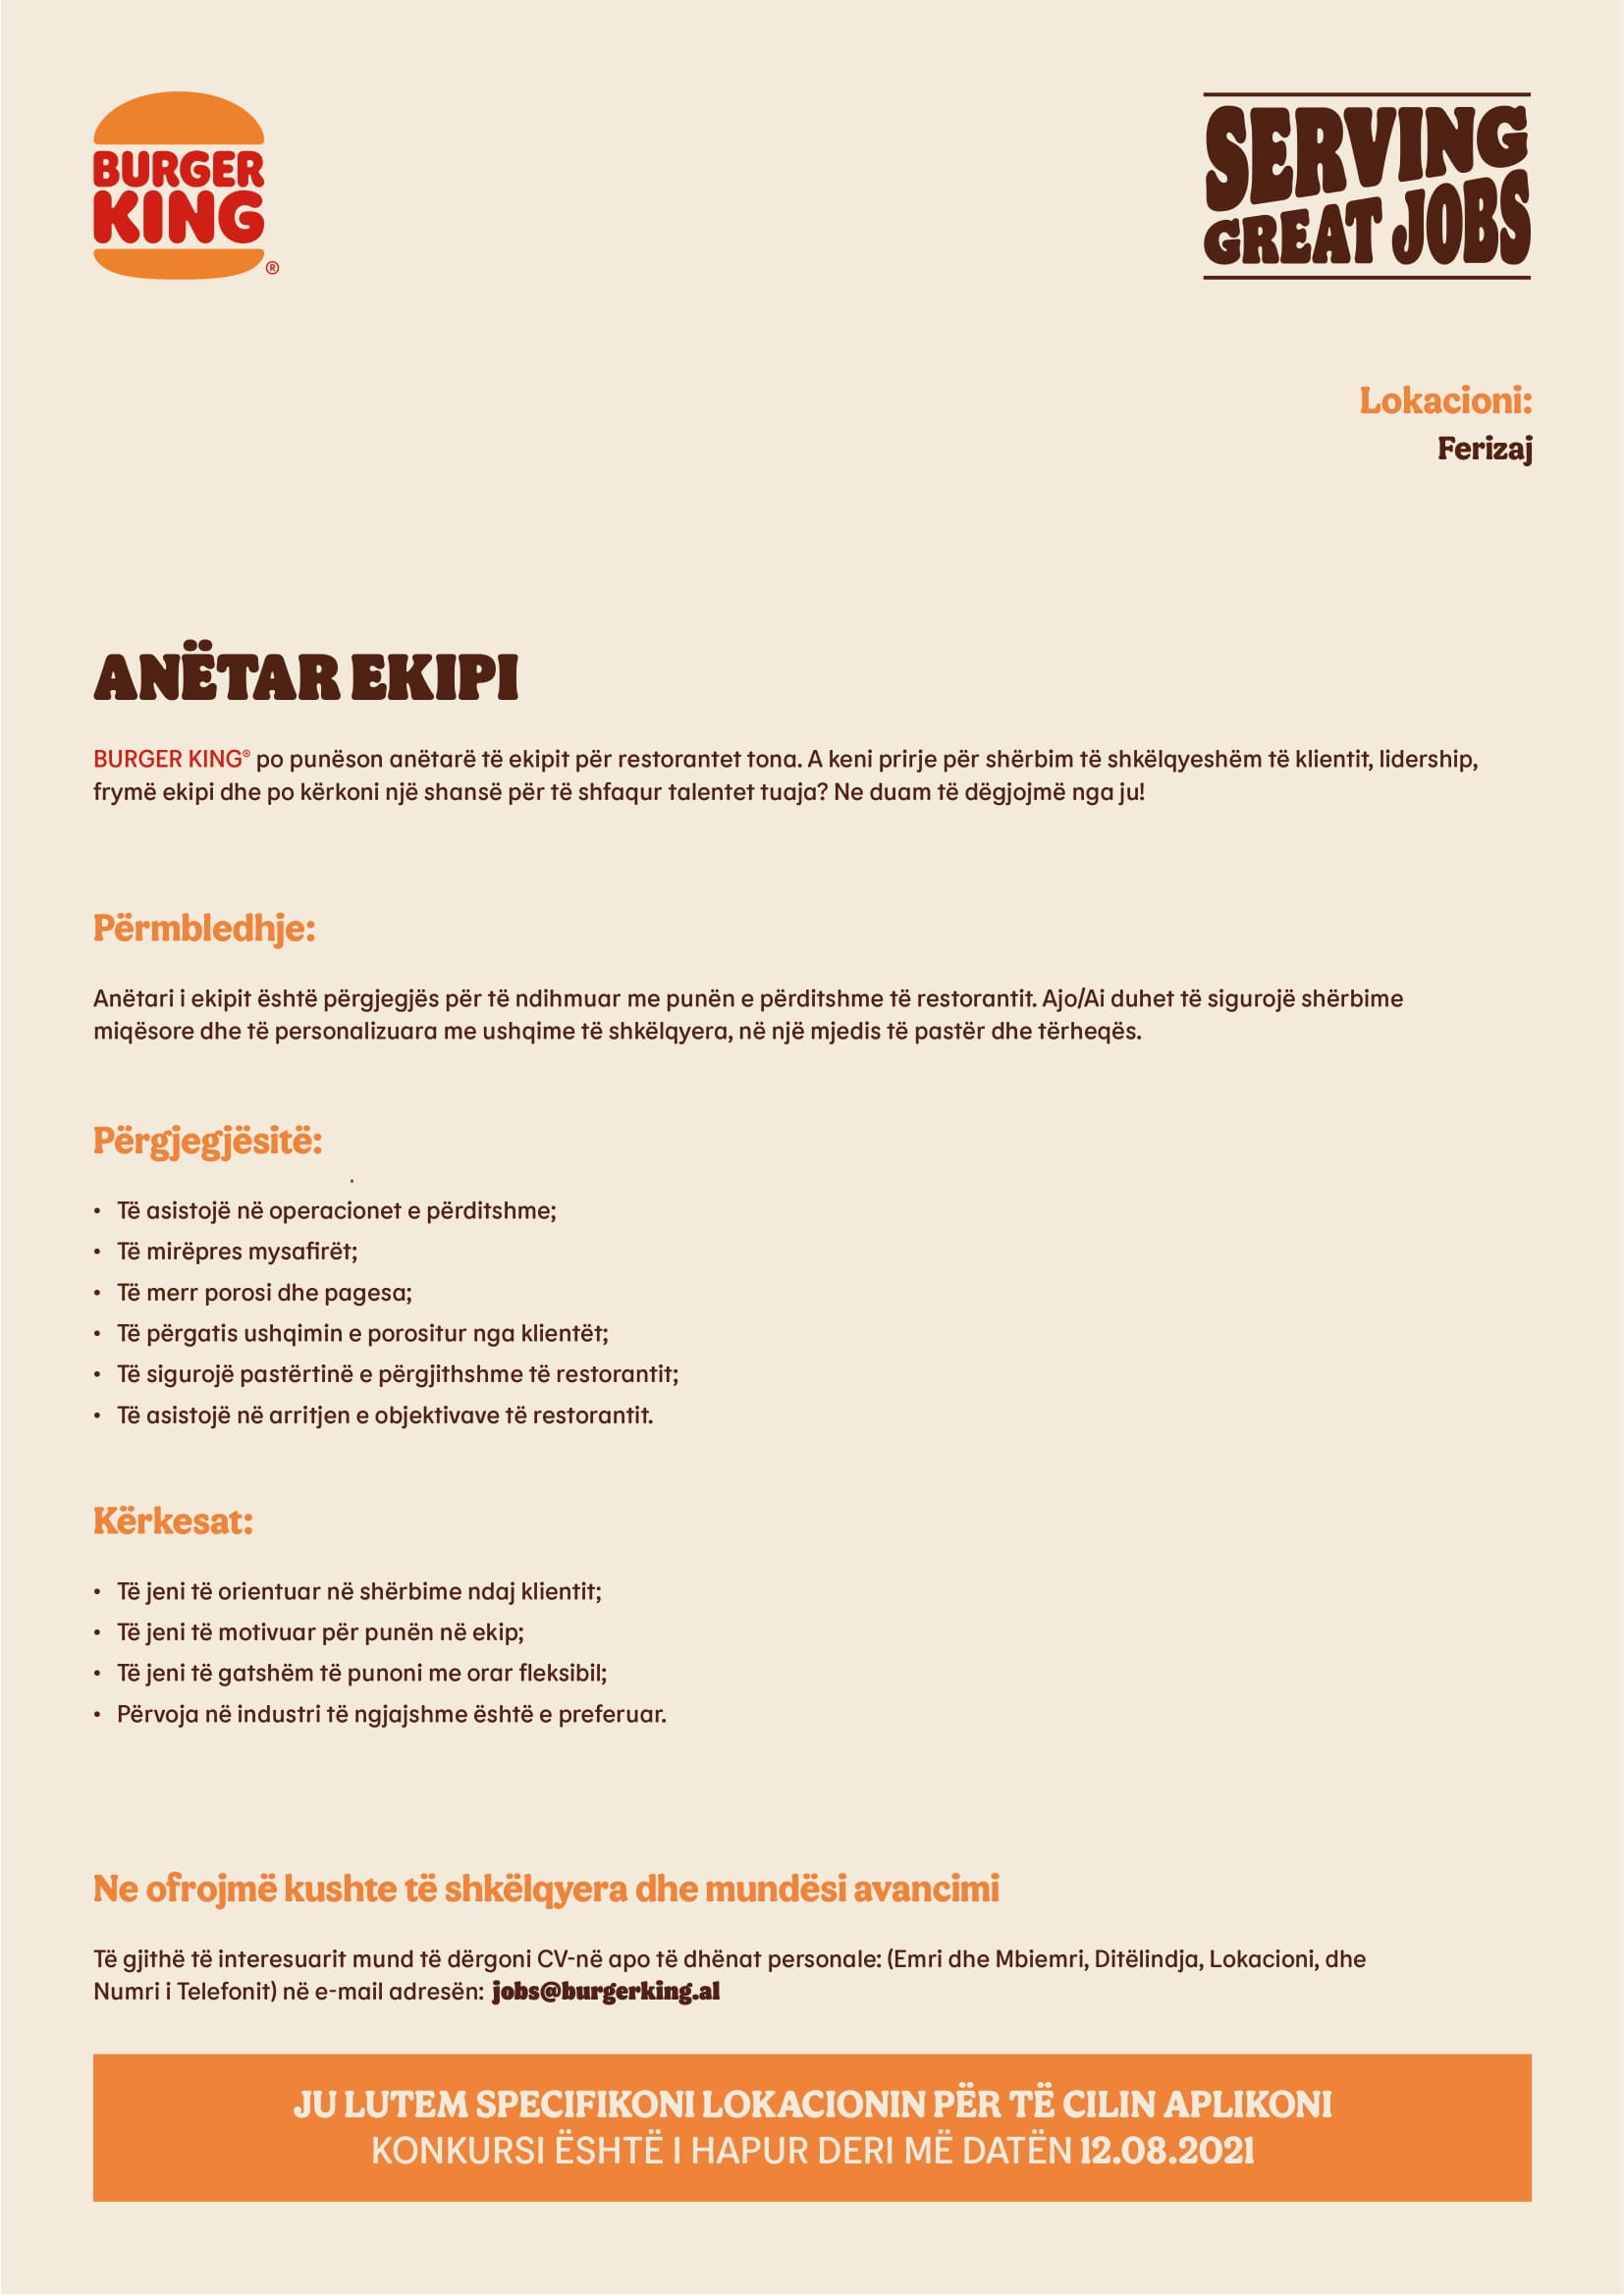 BURGER
KING®
SERVING
GREAT JOBS
Lokacioni:
Ferizaj
ANËTAR EKIPI
BURGER KING® po punëson anëtarë të ekipit për restorantet tona. A keni prirje për shërbim të shkëlqyeshëm të klientit, lidership,
frymë ekipi dhe po kërkoni një shansë për të shfaqur talentet tuaja? Ne duam të dëgjojmë nga ju!
Përmbledhje:
Anëtari i ekipit është përgjegjës për të ndihmuar me punën e përditshme të restorantit. Ajo/Ai duhet të sigurojë shërbime
miqësore dhe të personalizuara me ushqime të shkëlqyera, në një mjedis të pastër dhe tërheqës.
Përgjegjësitë:
• Të asistojë në operacionet e përditshme;
• Të mirëpres mysafirët;
• Të merr porosi dhe pagesa;
• Të përgatis ushqimin e porositur nga klientët;
• Të sigurojë pastërtinë e përgjithshme të restorantit;
• Të asistojë në arritjen e objektivave të restorantit.
Kërkesat:
• Të jeni të orientuar në shërbime ndaj klientit;
• Të jeni të motivuar për punën në ekip;
• Të jeni të gatshëm të punoni me orar fleksibil;
• Përvoja në industri të ngjajshme është e preferuar.
Ne ofrojmë kushte të shkëlqyera dhe mundësi avancimi
Të gjithë të interesuarit mund të dërgoni CV-në apo të dhënat personale: (Emri dhe Mbiemri, Ditëlindja, Lokacioni, dhe
Numri i Telefonit) në e-mail adresën: jobs@burgerking.al
JU LUTEM SPECIFIKONI LOKACIONIN PËR TË CILIN APLIKONI
KONKURSI ËSHTË I HAPUR DERI MË DATËN 12.08.2021